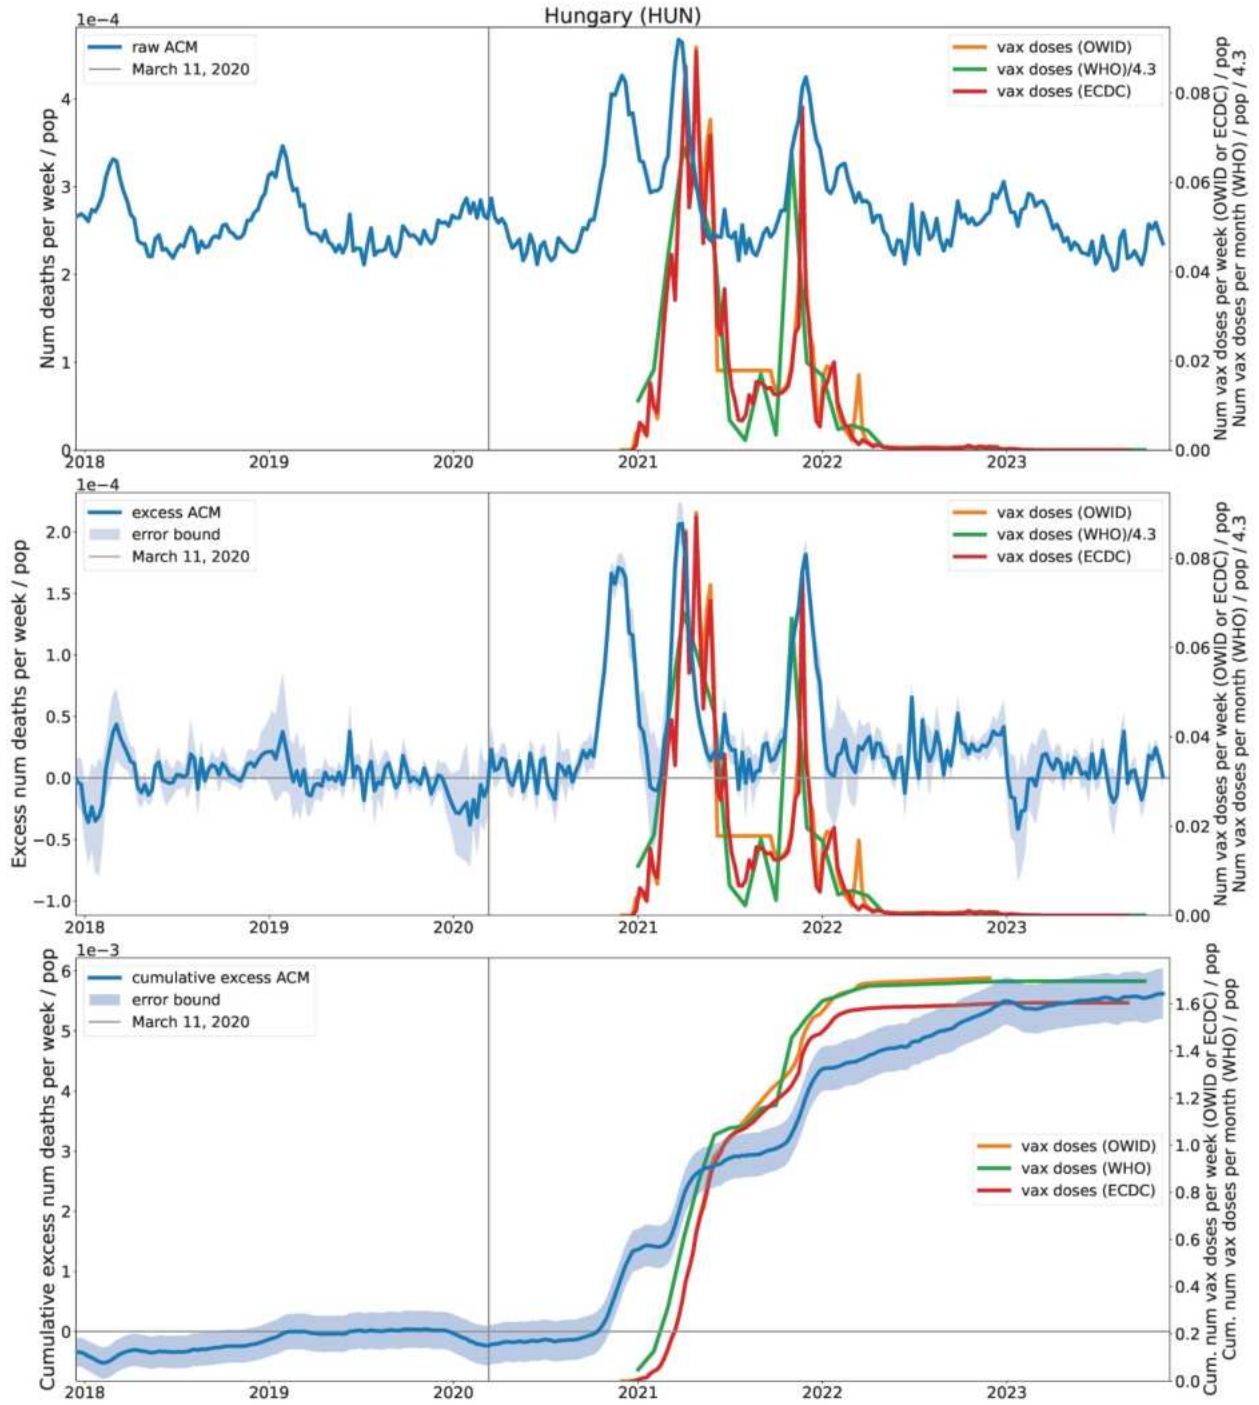 Hungary (HUN)
1e−4
raw ACM
March 11, 2020
vax doses (OWID)
vax doses (WHO)/4.3
vax doses (ECDC)
Num deaths per week / pop
4
3
2
1
0
0.08
0.06
0.04
0.02
0.00
Num vax doses per week (OWID or ECDC) / pop
Num vax doses per month (WHO) / pop / 4.3
2018 2019 2020 2021 2022 2023
1e−4
excess ACM
error bound
March 11, 2020
vax doses (OWID)
vax doses (WHO)/4.3
vax doses (ECDC)
Excess num deaths per week / pop
2.0
1.5
1.0
0.5
0.0
−0.5
−1.0
0.08
0.06
0.04
0.02
0.00
Num vax doses per week (OWID or ECDC) / pop
Num vax doses per month (WHO) / pop / 4.3
2018 2019 2020 2021 2022 2023
1e−3
cumulative excess ACM
error bound
March 11, 2020
Cumulative excess num deaths per week / pop
6
5
4
3
2
1
0
vax doses (OWID)
vax doses (WHO)
vax doses (ECDC)
1.6
1.4
1.2
1.0
0.8
0.6
0.4
0.2
0.0
Cum. num vax doses per week (OWID or ECDC) / pop
Cum. num vax doses per month (WHO) / pop
2018 2019 2020 2021 2022 2023